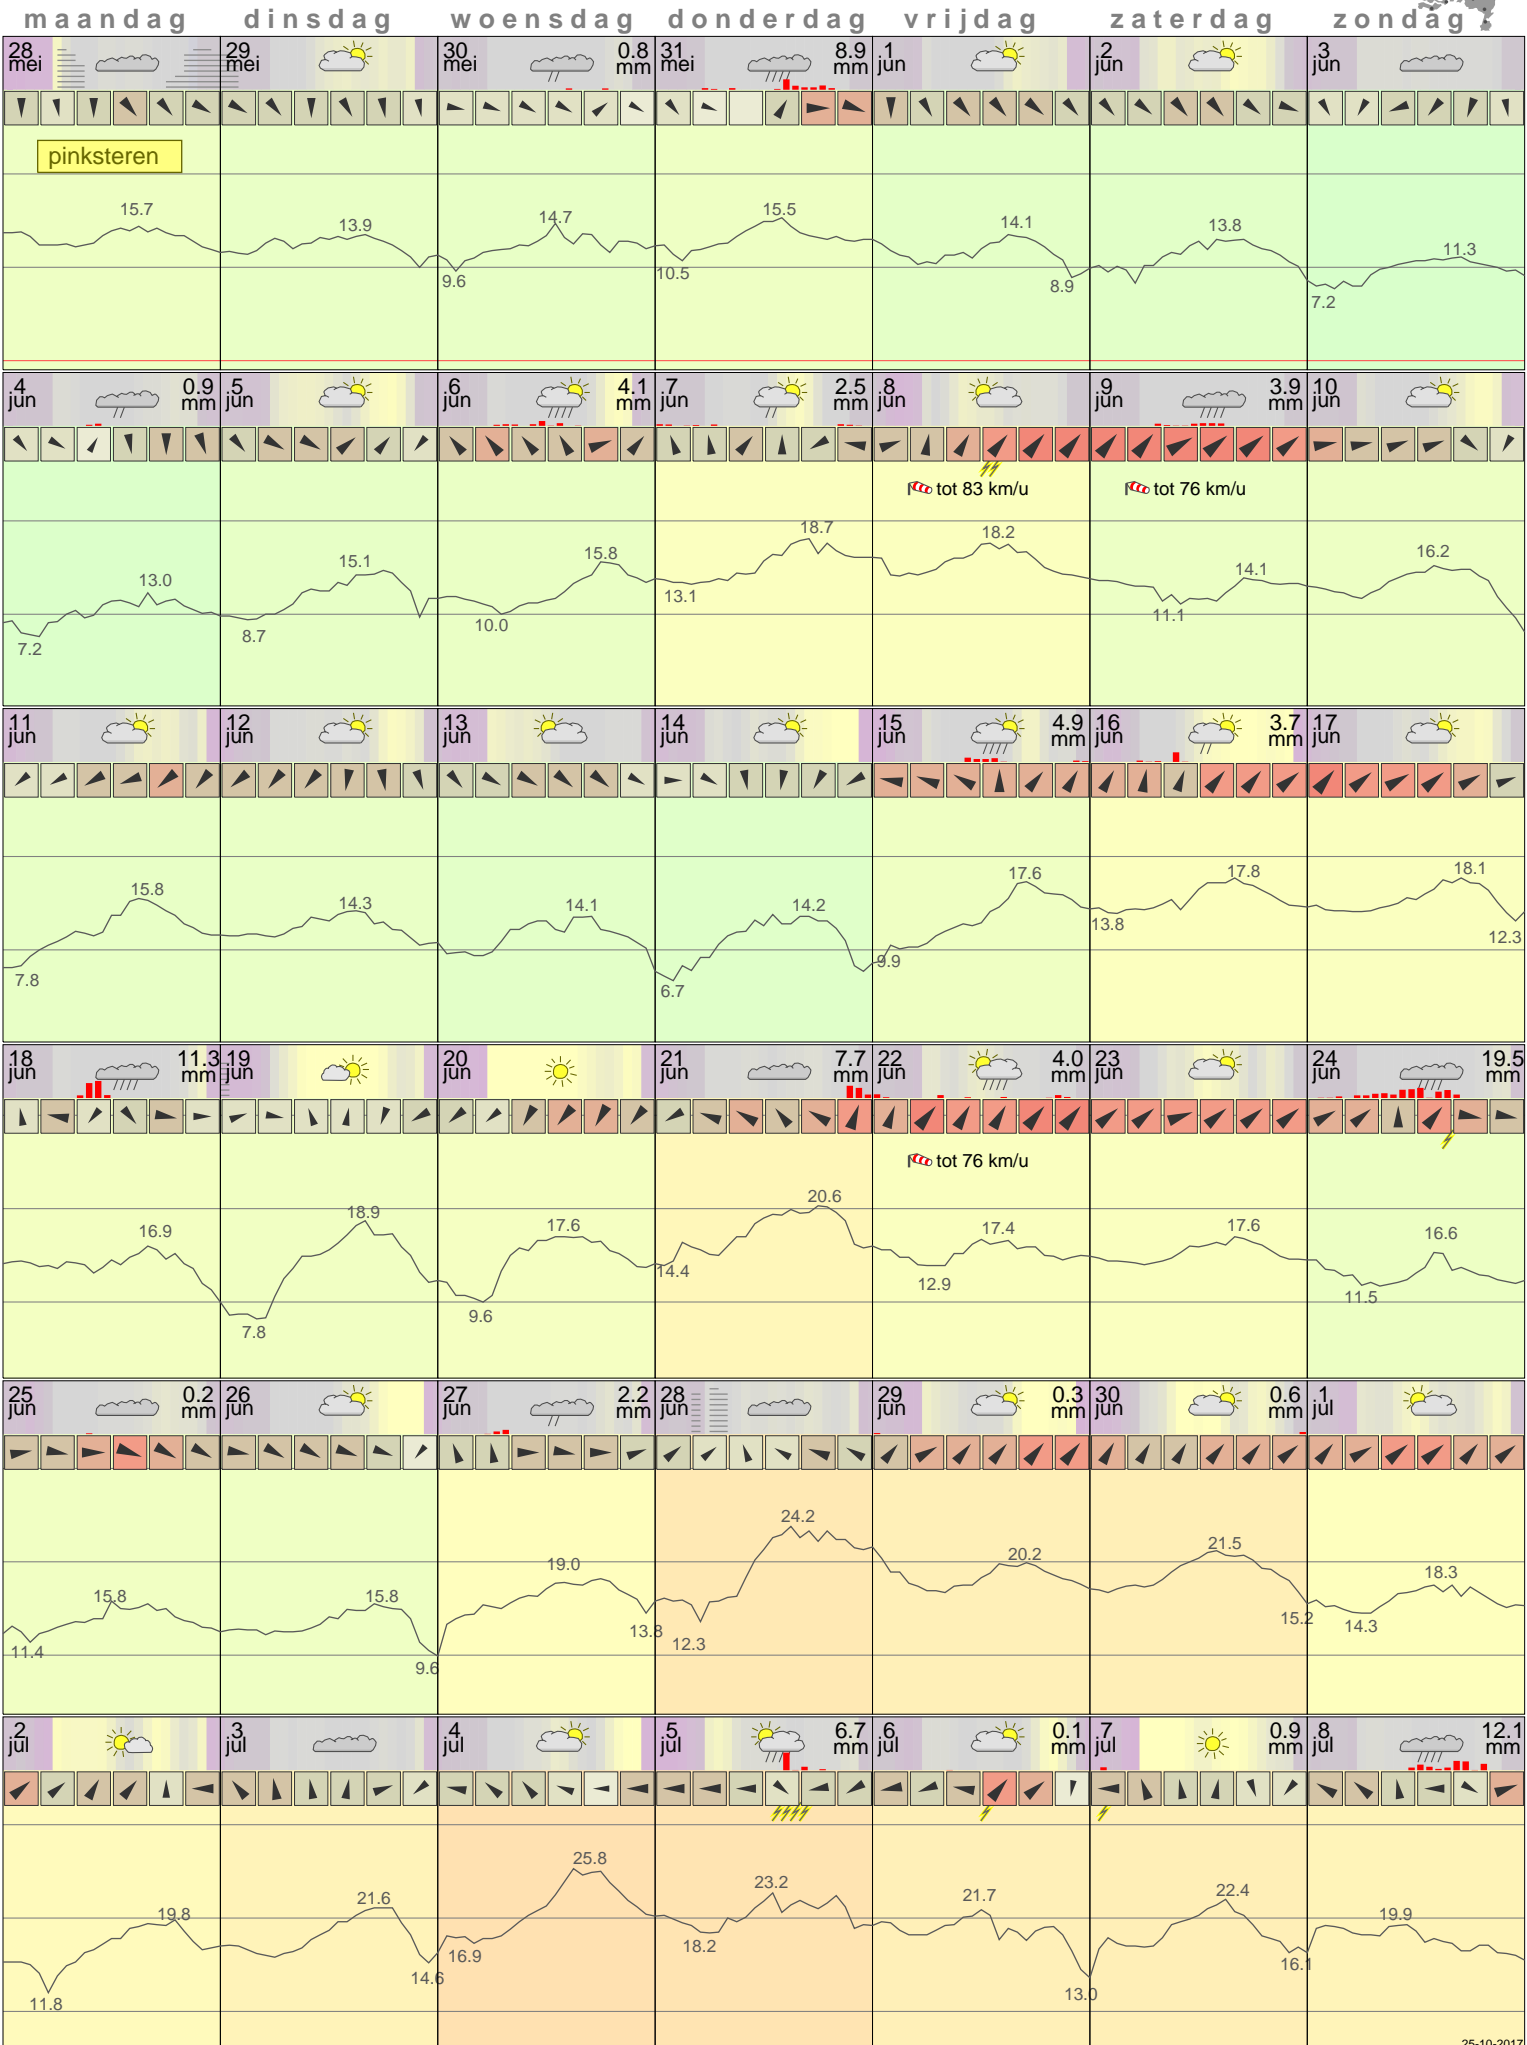 maandag dinsdag woensdag donderdag vrijdag zaterdag zondag
28 29 30 0.8 31 8.9 1 2 3
mei mei mei mm mei mm jun jun jun
pinksteren
15.7 13.9 14.7 15.5 14.1 13.8 11.3
9.6 10.5 8.9 7.2
4 0.9 5 6 4.1 7 2.5 8 9 3.9 10
jun mm jun jun mm jun mm jun jun mm jun
tot 83 km/u tot 76 km/u
13.0 15.1 15.8 18.7 18.2 14.1 16.2
7.2 8.7 10.0 13.1 11.1
11 12 13 14 15 4.9 16 3.7 17
jun jun jun jun jun mm jun mm jun
15.8 14.3 14.1 14.2 17.6 17.8 18.1
7.8 6.7 9.9 13.8 12.3
18 11.3 19 20 21 7.7 22 4.0 23 24 19.5
jun mm jun jun jun mm jun mm jun jun mm
tot 76 km/u
16.9 18.9 17.6 20.6 17.4 17.6 16.6
7.8 9.6 14.4 12.9 11.5
25 0.2 26 27 2.2 28 29 0.3 30 0.6 1
jun mm jun jun mm jun jun mm jun mm jul
15.8 15.8 19.0 24.2 20.2 21.5 18.3
11.4 9.6 13.8 12.3 15.2 14.3
2 3 4 5 6.7 6 0.1 7 0.9 8 12.1
jul jul jul jul mm jul mm jul mm jul mm
19.8 21.6 25.8 23.2 21.7 22.4 19.9
11.8 14.6 16.9 18.2 13.0 16.1
25-10-2017